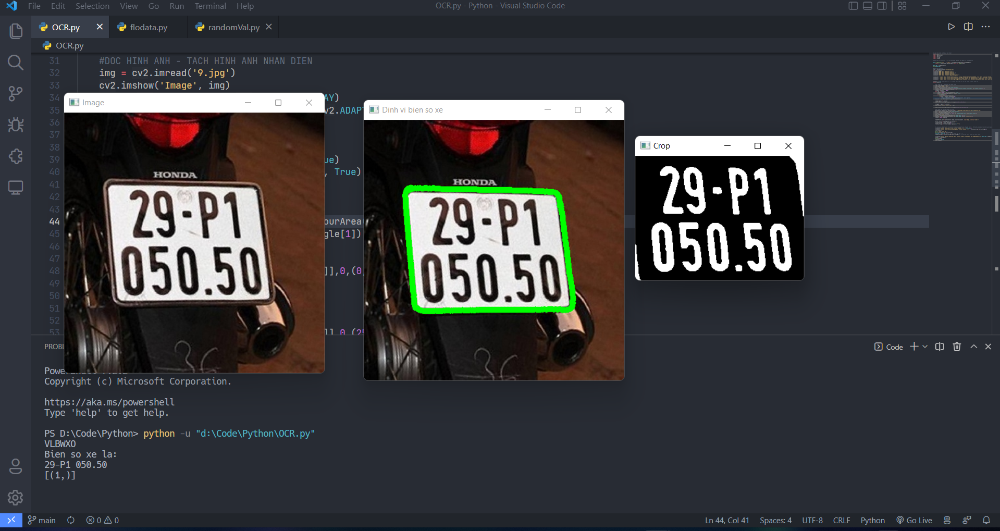 File Edit Selection View Go Run Terminal Help
OCR.py - Python - Visual Studio Code
OCR.py
flodata.py
randomVal.py
OCR.py
31 #DOC HINH ANH - TACH HINH ANH NHAN DIEN
32 img = cv2.imread('9.jpg')
33 cv2.imshow('Image', img)
34 AY)
35 v2.ADAPT
36
37
38
39 ue)
40 , True)
41
42
43
44 ourArea
45 gle[1])
46
47
48 ]],0,(0
49
50
51
52
53 ]],0,(25
Image
HONDA
29-P1
050.50
Dinh vi bien so xe
HONDA
29-P1
050.50
Crop
29-P1
050.50
PROBL
Code
Copyright (c) Microsoft Corporation.
https://aka.ms/powershell
Type 'help' to get help.
PS D:\Code\Python> python -u "d:\Code\Python\OCR.py"
VLBWXO
Bien so xe la:
29-P1 050.50
[(1,)]
main
0
0
Ln 44, Col 41
Spaces: 4
UTF-8
CRLF
Python
Go Live